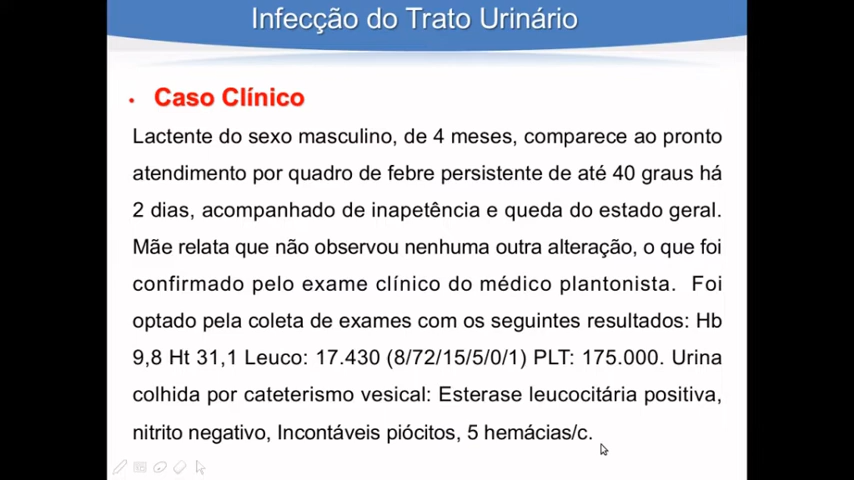 Infecção do Trato Urinário
• Caso Clínico
Lactente do sexo masculino, de 4 meses, comparece ao pronto
atendimento por quadro de febre persistente de até 40 graus há
2 dias, acompanhado de inapetência e queda do estado geral.
Mãe relata que não observou nenhuma outra alteração, o que foi
confirmado pelo exame clínico do médico plantonista. Foi
optado pela coleta de exames com os seguintes resultados: Hb
9,8 Ht 31,1 Leuco: 17.430 (8/72/15/5/0/1) PLT: 175.000. Urina
colhida por cateterismo vesical: Esterase leucocitária positiva,
nitrito negativo, Incontáveis piócitos, 5 hemácias/c.